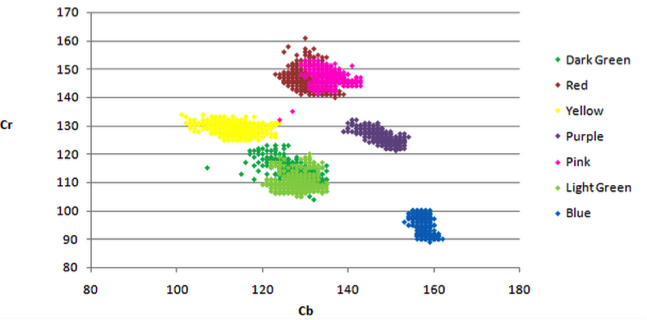 170
160
150
140
Cr
130
120
110
100
90
80
80 100 120 140 160 180
Cb
Dark Green
Red
Yellow
Purple
Pink
Light Green
Blue